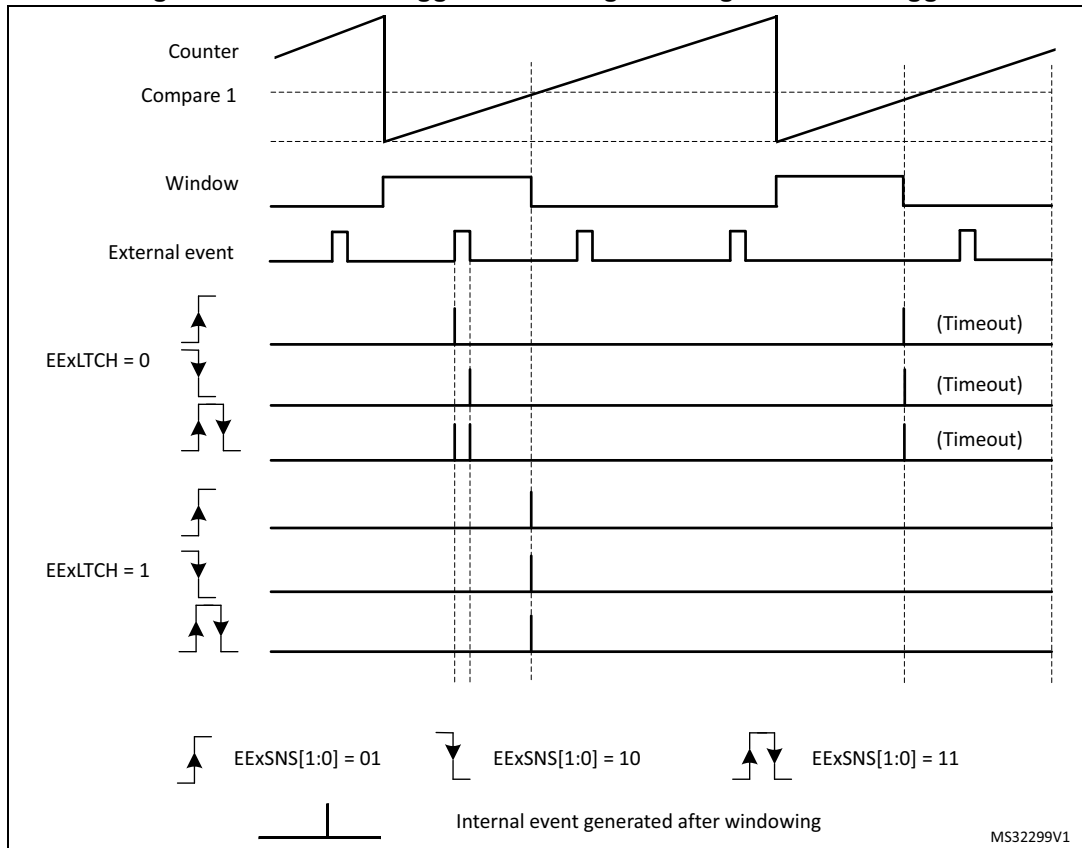 Counter
Compare 1
Window
External event
(Timeout)
EExLTCH = 0
(Timeout)
(Timeout)
EExLTCH = 1
EExSNS[1:0] = 01
EExSNS[1:0] = 10
EExSNS[1:0] = 11
Internal event generated after windowing
MS32299V1